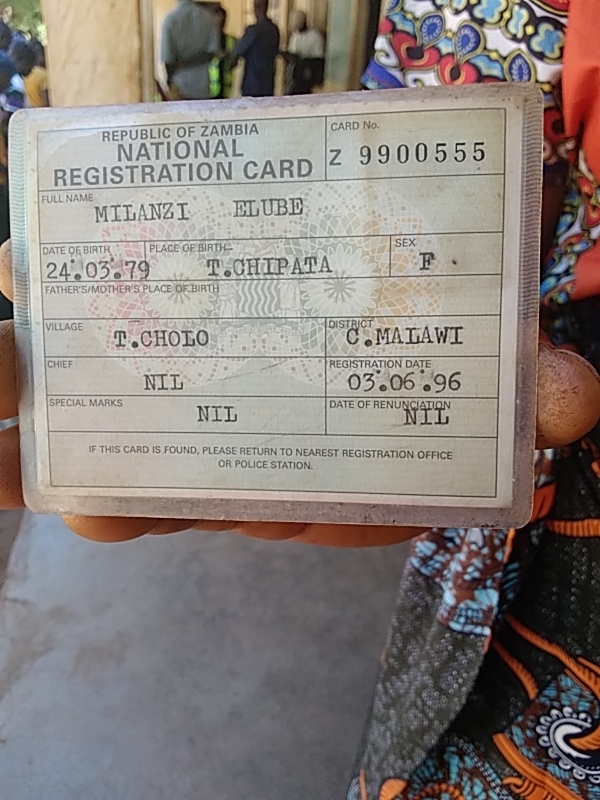 REPUBLIC OF ZAMBIA
NATIONAL
REGISTRATION CARD
CARD No.
Z 9900555
FULL NAME
MILANZI ELUBE
DATE OF BIRTH
24.03.79
PLACE OF BIRTH
T.CHIPATA
SEX
F
FATHER'S/MOTHER'S PLACE OF BIRTH
VILLAGE
T.CHOLO
DISTRICT
C.MALAWI
CHIEF
NIL
REGISTRATION DATE
03.06.96
SPECIAL MARKS
NIL
DATE OF RENUNCIATION
NIL
IF THIS CARD IS FOUND, PLEASE RETURN TO NEAREST REGISTRATION OFFICE
OR POLICE STATION.